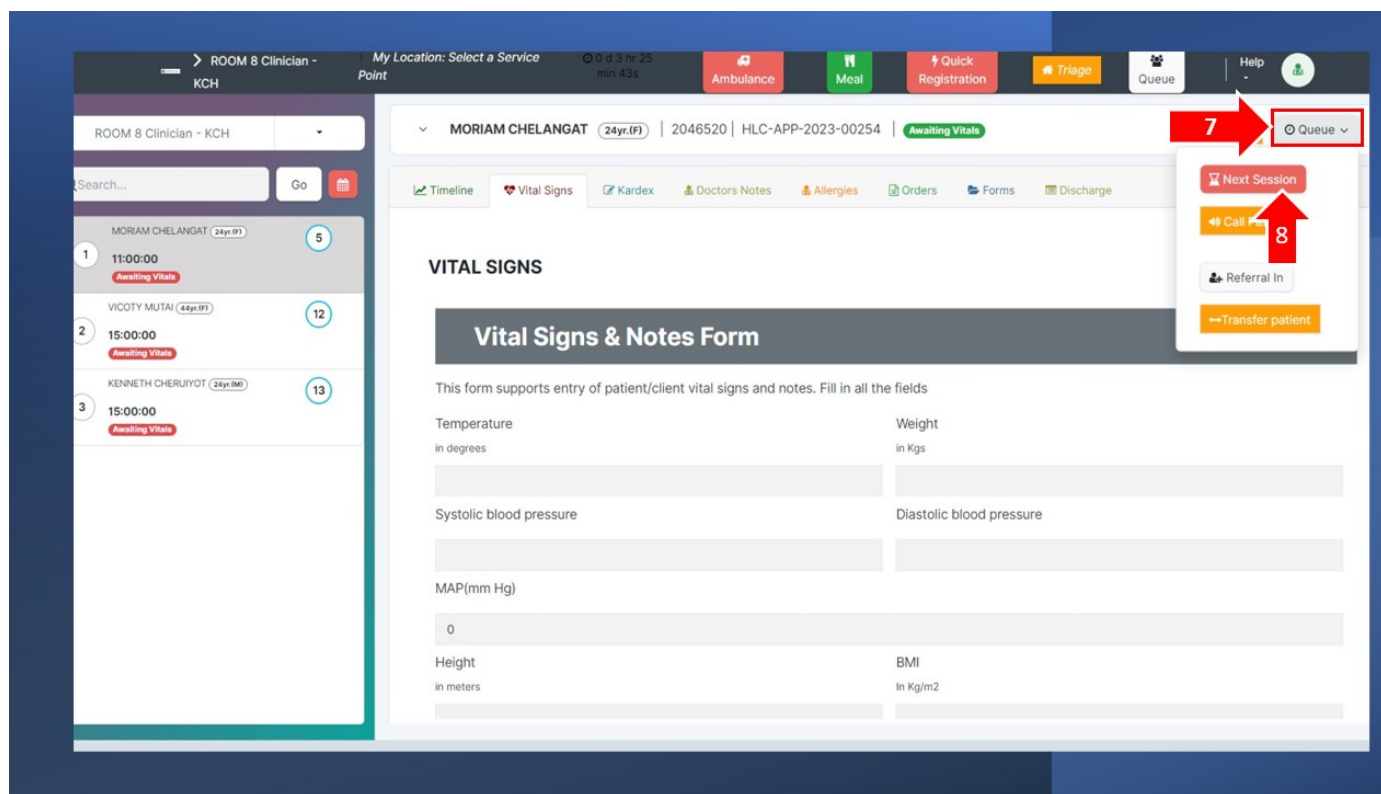 ROOM 8 Clinician -
KCH
My Location: Select a Service
Point
0 d 3 hr 25
min 43s
Ambulance
Meal
Quick
Registration
Triage
Queue
Help
ROOM 8 Clinician - KCH
MORIAM CHELANGAT 24yr.(F) | 2046520 | HLC-APP-2023-00254 | Awaiting Vitals
7
Queue
Search...
Go
Timeline
Vital Signs
Kardex
Doctors Notes
Allergies
Orders
Forms
Discharge
Next Session
Call
8
Referral In
Transfer patient
1
MORIAM CHELANGAT 24yr.(F)
5
11:00:00
Awaiting Vitals
2
VICOTY MUTAI 44yr.(F)
12
15:00:00
Awaiting Vitals
3
KENNETH CHERUIYOT 24yr.(M)
13
15:00:00
Awaiting Vitals
VITAL SIGNS
Vital Signs & Notes Form
This form supports entry of patient/client vital signs and notes. Fill in all the fields
Temperature
in degrees
Weight
in Kgs
Systolic blood pressure
Diastolic blood pressure
MAP(mm Hg)
0
Height
in meters
BMI
In Kg/m2